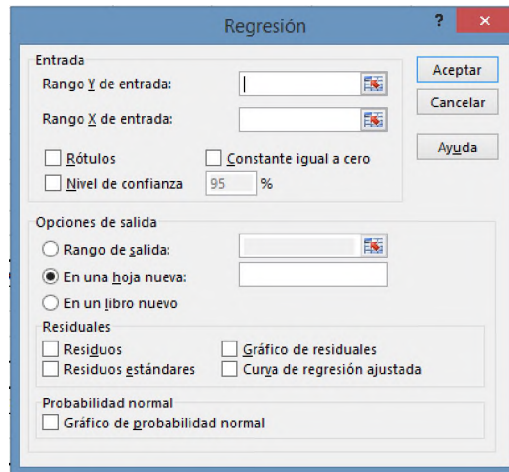 Regresión
?
×
Entrada
Rango Y de entrada:
Rango X de entrada:
Rótulos
Constante igual a cero
Nivel de confianza 95 %
Aceptar
Cancelar
Ayuda
Opciones de salida
Rango de salida:
En una hoja nueva:
En un libro nuevo
Residuales
Residuos
Gráfico de residuales
Residuos estándares
Curva de regresión ajustada
Probabilidad normal
Gráfico de probabilidad normal